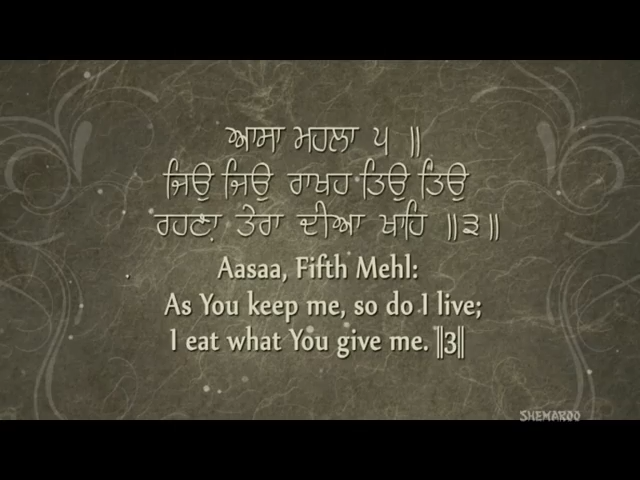 ਆਸਾ ਮਹਲਾ ੫ ॥
ਜਿਉ ਜਿਉ ਰਾਖਹ ਤਿਉ ਤਿਉ
ਰਹਣਾ ਤੇਰਾ ਦੀਆ ਖਾਹਿ ॥੩॥
Aasaa, Fifth Mehl:
As You keep me, so do I live;
I eat what You give me. ||3||
SHEMAROO